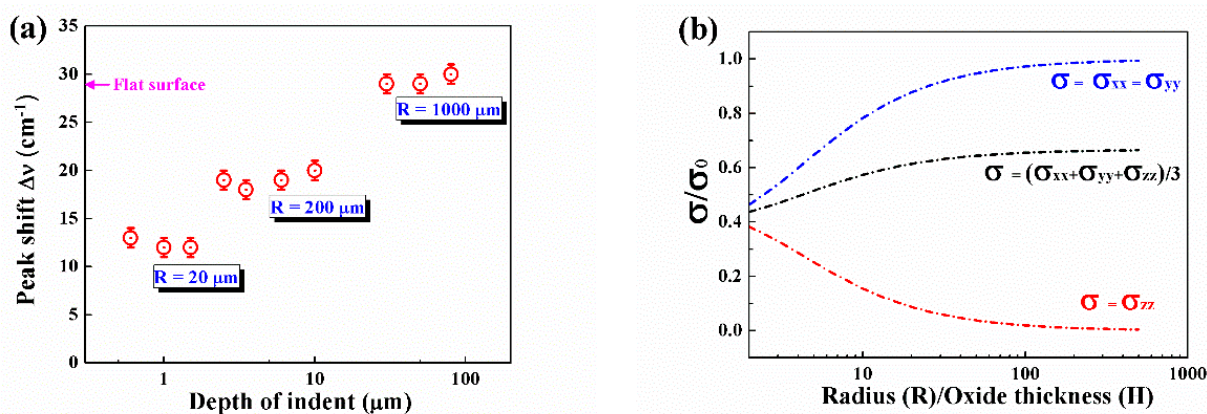 (a)
35
30
25
20
15
10
5
0
Peak shift Δν (cm⁻¹)
Flat surface
R = 1000 μm
R = 200 μm
R = 20 μm
1
10
100
Depth of indent (μm)
(b)
1.0
0.8
0.6
0.4
0.2
0.0
σ/σ₀
σ = σxx = σyy
σ = (σxx+σyy+σzz)/3
σ = σzz
10
100
1000
Radius (R)/Oxide thickness (H)